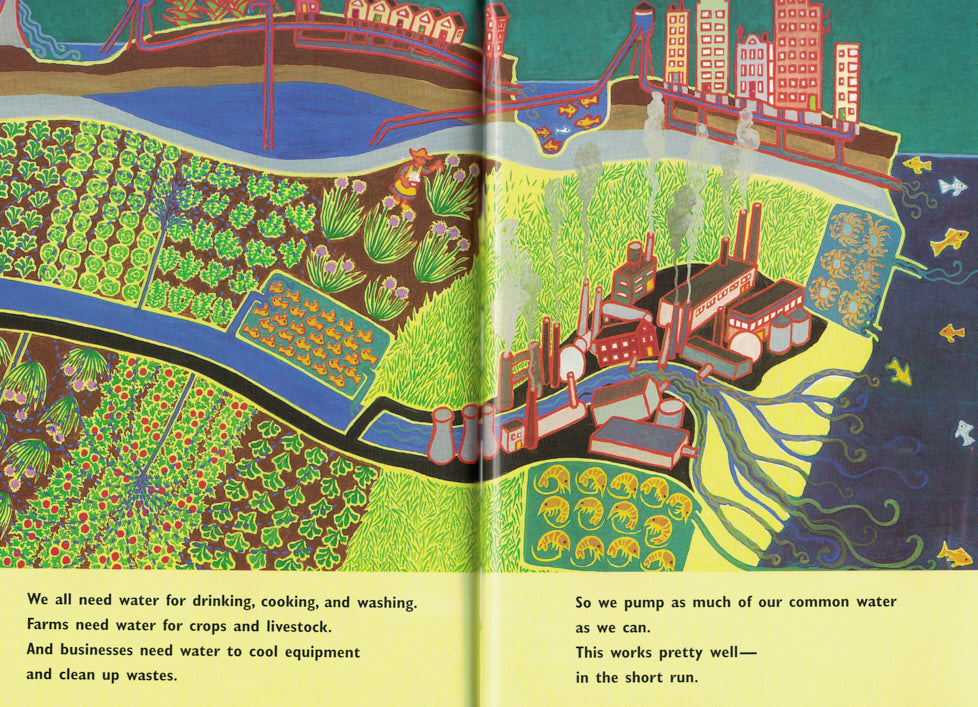 We all need water for drinking, cooking, and washing.
Farms need water for crops and livestock.
And businesses need water to cool equipment
and clean up wastes.
So we pump as much of our common water
as we can.
This works pretty well—
in the short run.